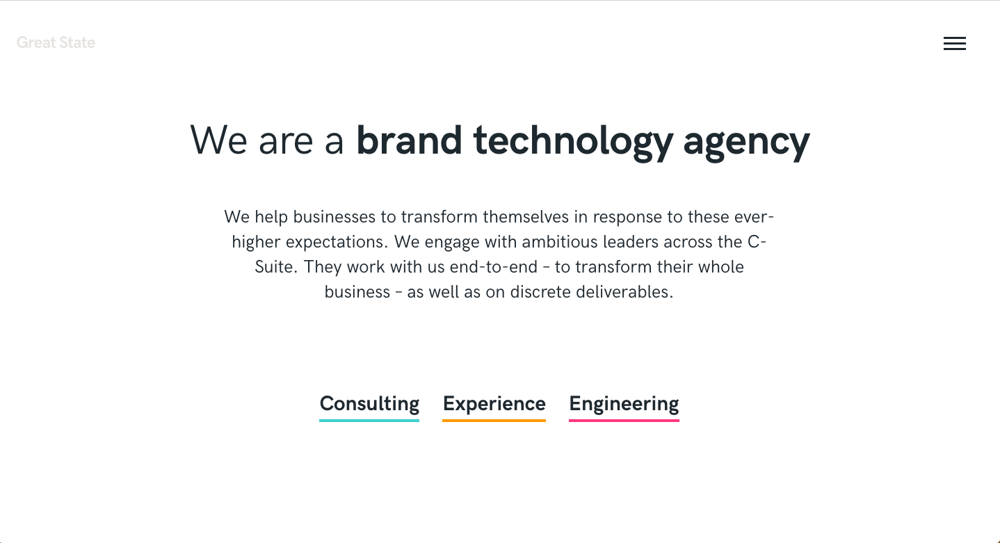 Great State
We are a brand technology agency
We help businesses to transform themselves in response to these ever-
higher expectations. We engage with ambitious leaders across the C-
Suite. They work with us end-to-end – to transform their whole
business – as well as on discrete deliverables.
Consulting Experience Engineering